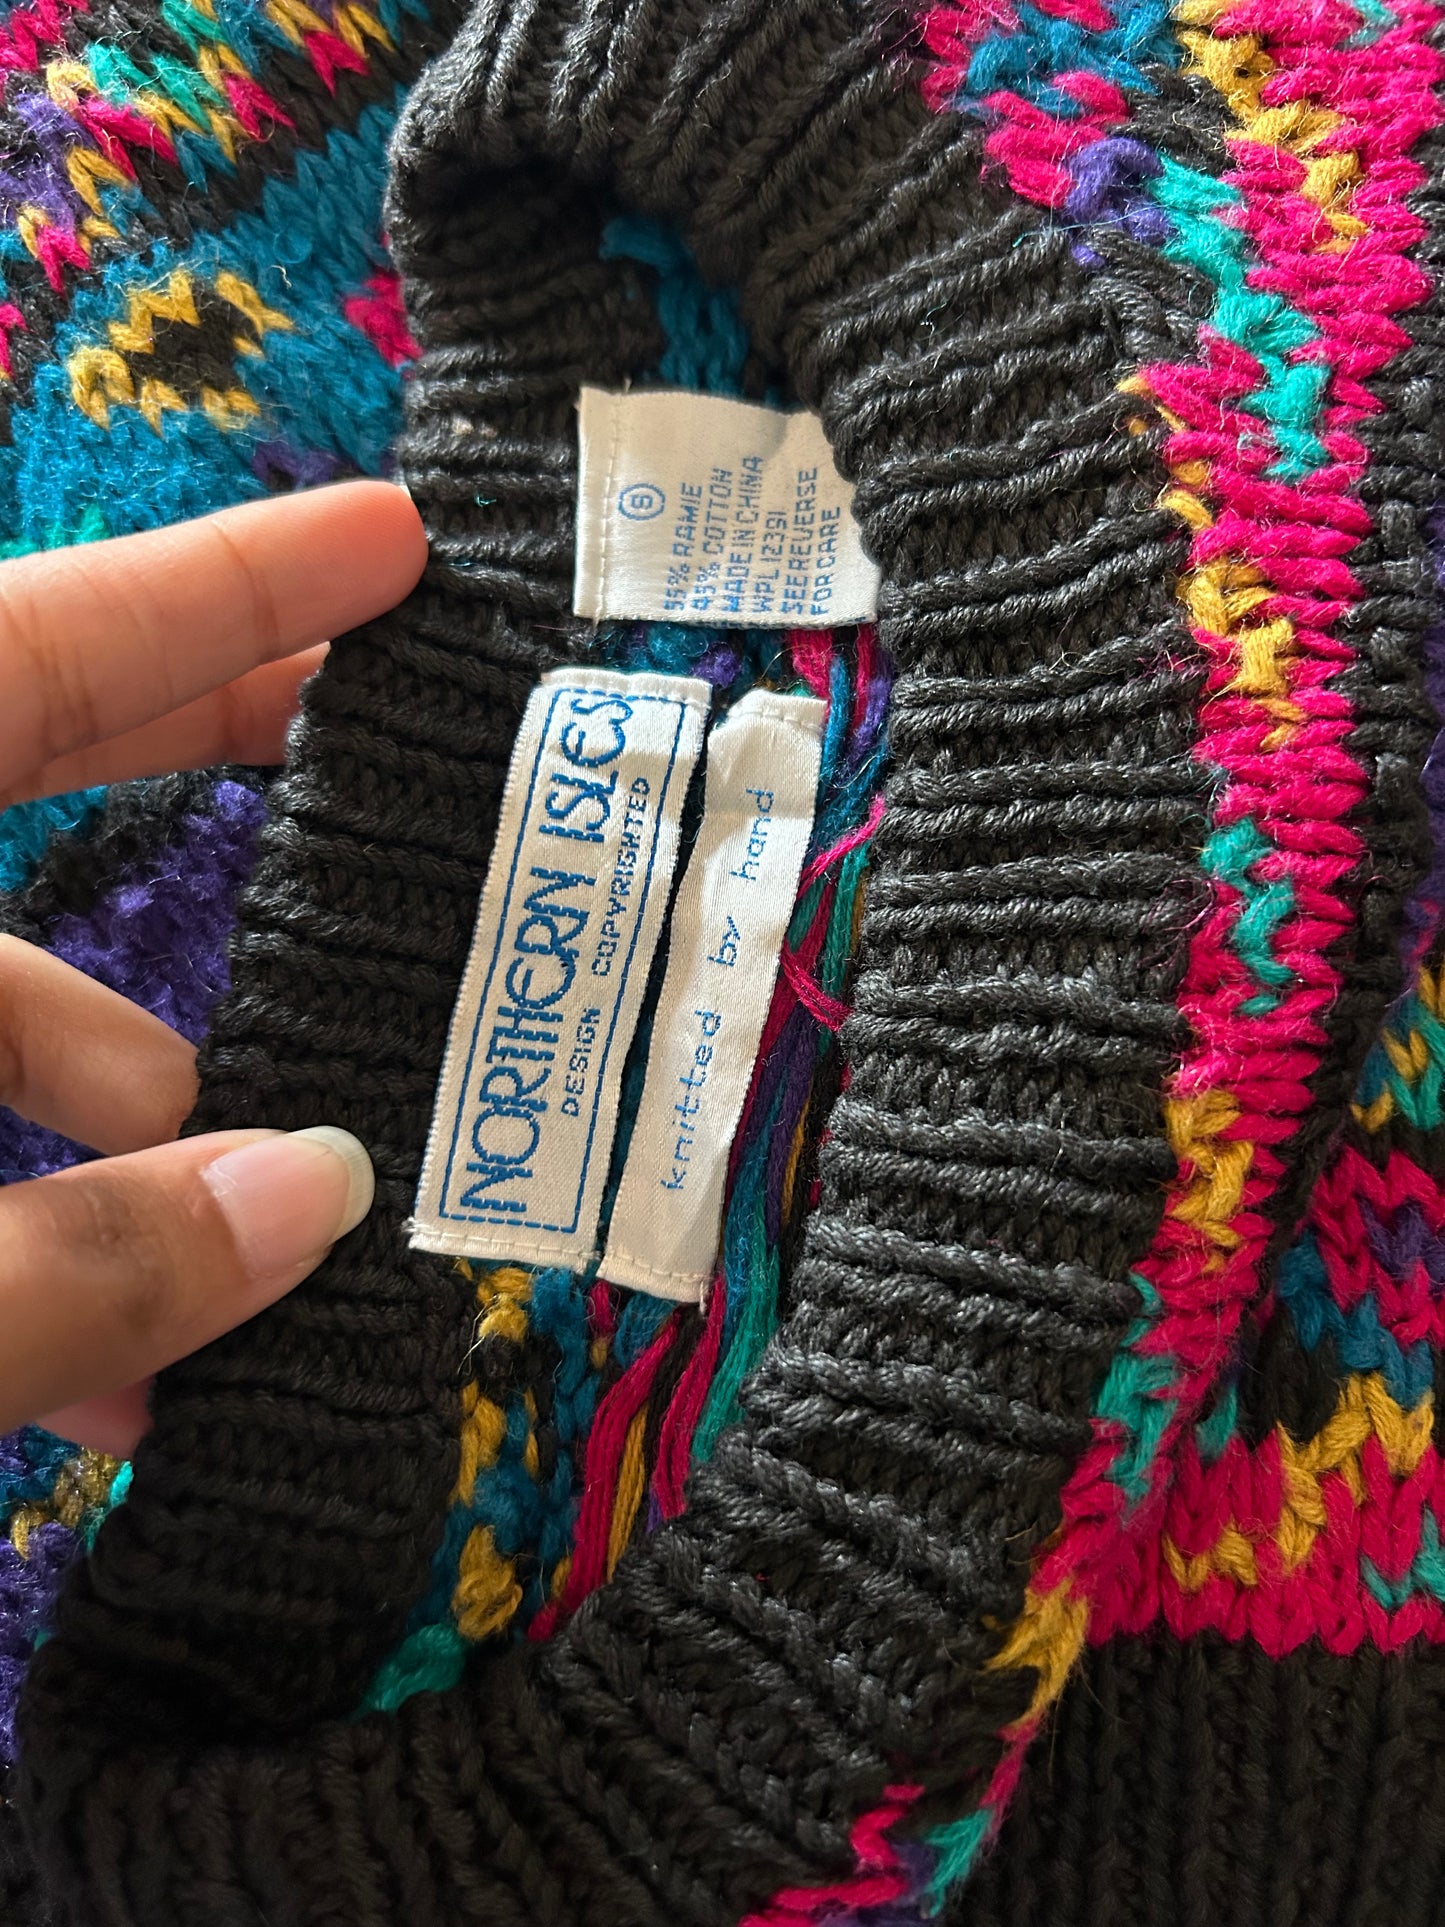 S
55% RAMIE
45% COTTON
MADE IN CHINA
WPL 12391
SEE REVERSE
FOR CARE
NORTHERN ISLES
DESIGN COPYRIGHTED
knitted by hand